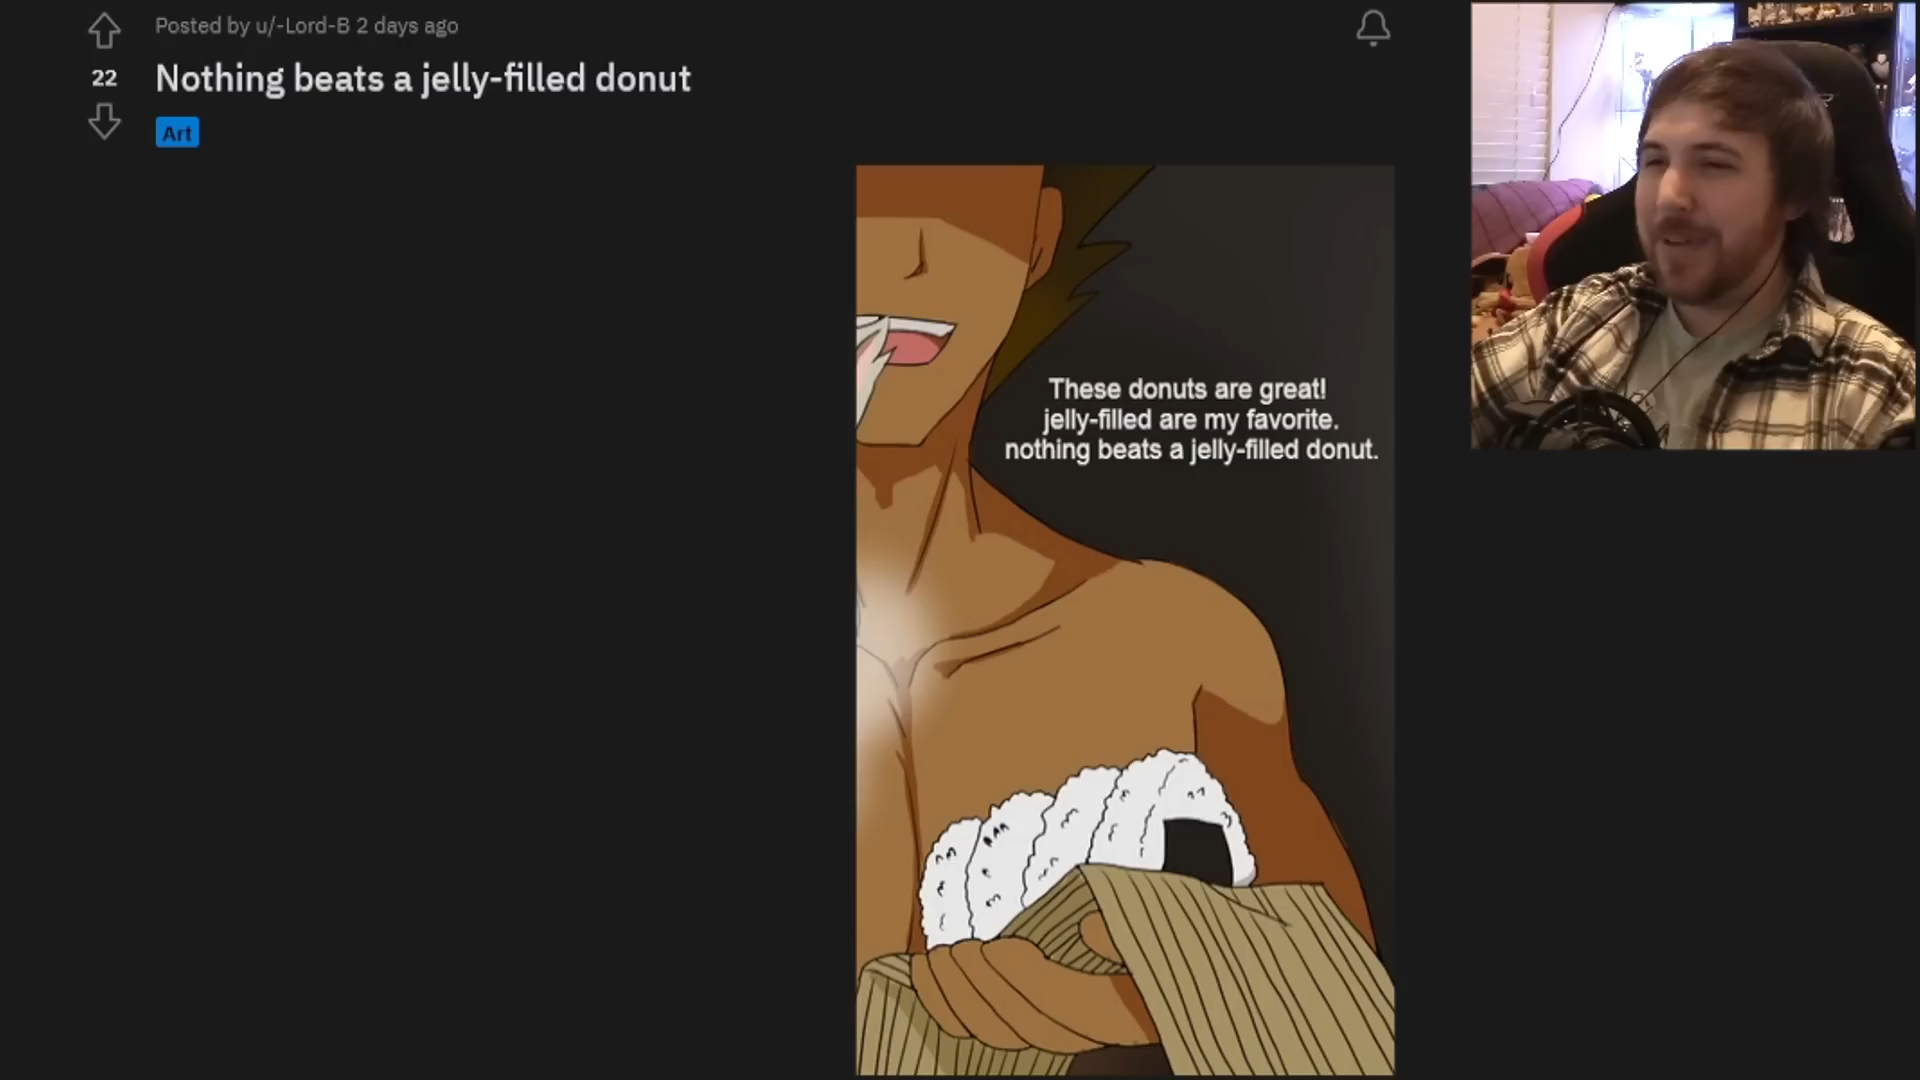 Posted by u/-Lord-B 2 days ago
22
Nothing beats a jelly-filled donut
Art
These donuts are great!
jelly-filled are my favorite.
nothing beats a jelly-filled donut.